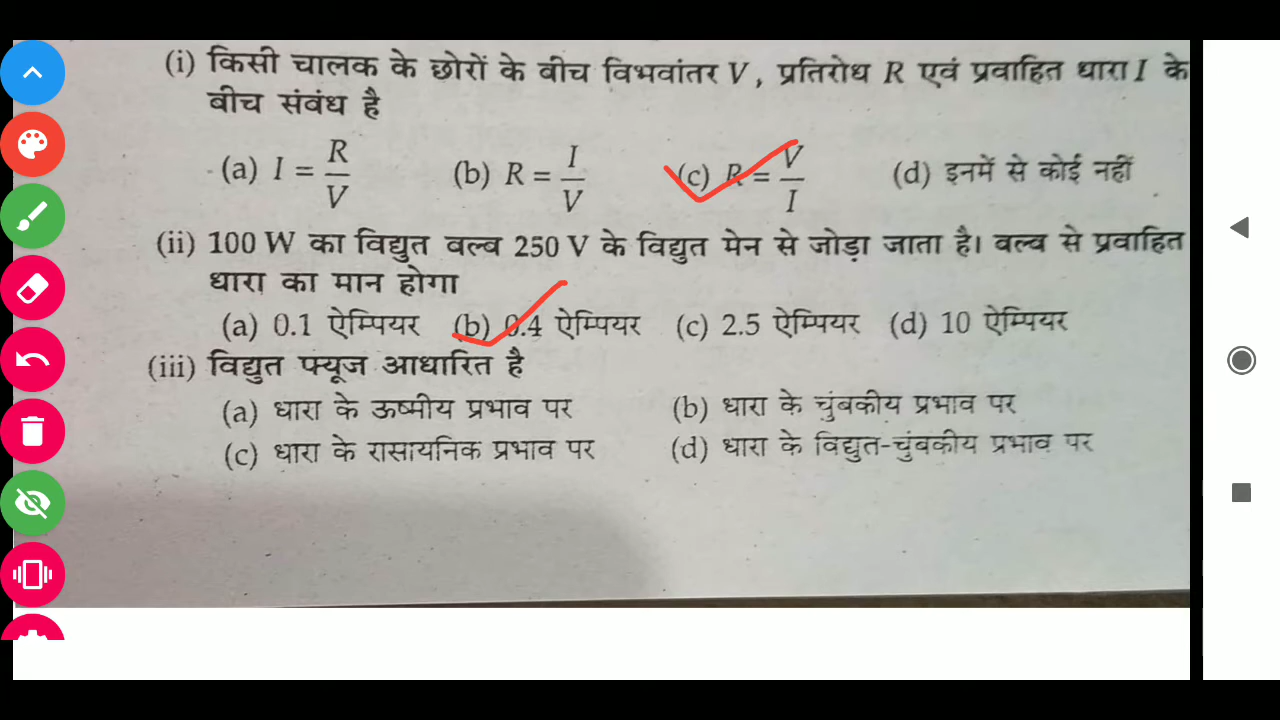 (i) किसी चालक के छोरों के बीच विभवांतर V, प्रतिरोध R एवं प्रवाहित धारा I के
बीच संबंध है
(a) I = R/V (b) R = I/V (c) R = V/I (d) इनमें से कोई नहीं
(ii) 100 W का विद्युत बल्ब 250 V के विद्युत मेन से जोड़ा जाता है। बल्ब से प्रवाहित
धारा का मान होगा
(a) 0.1 ऐम्पियर (b) 0.4 ऐम्पियर (c) 2.5 ऐम्पियर (d) 10 ऐम्पियर
(iii) विद्युत फ्यूज आधारित है
(a) धारा के ऊष्मीय प्रभाव पर (b) धारा के चुंबकीय प्रभाव पर
(c) धारा के रासायनिक प्रभाव पर (d) धारा के विद्युत-चुंबकीय प्रभाव पर